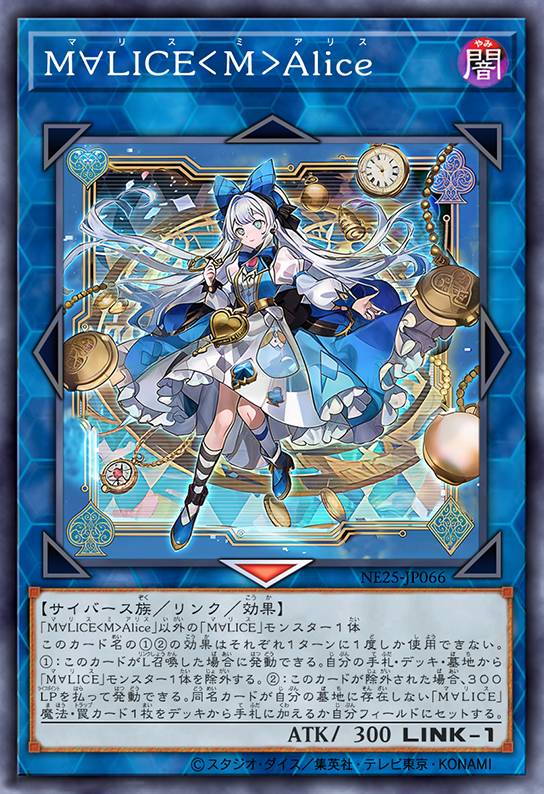 マリスミアリス
M∀LICE<M>Alice
やみ
闇
NE25-JP066
【サイバース族／リンク／効果】
「M∀LICE<M>Alice」以外の「M∀LICE」モンスター１体
このカード名の①②の効果はそれぞれ１ターンに１度しか使用できない。
①：このカードがL召喚した場合に発動できる。自分の手札・デッキ・墓地から
「M∀LICE」モンスター１体を除外する。②：このカードが除外された場合、３００
LPを払って発動できる。同名カードが自分の墓地に存在しない「M∀LICE」
魔法・罠カード１枚をデッキから手札に加えるか自分フィールドにセットする。
ATK/ 300 LINK-1
©スタジオ・ダイス／集英社・テレビ東京・KONAMI